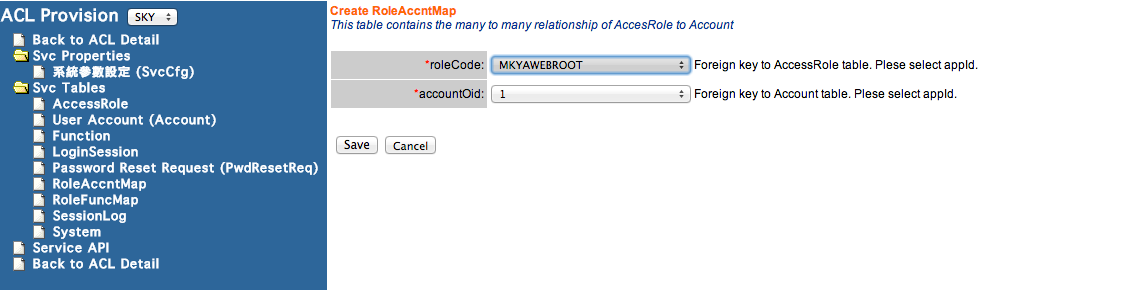 ACL Provision SKY
Back to ACL Detail
Svc Properties
系統參數設定 (SvcCfg)
Svc Tables
AccessRole
User Account (Account)
Function
LoginSession
Password Reset Request (PwdResetReq)
RoleAccntMap
RoleFuncMap
SessionLog
System
Service API
Back to ACL Detail
Create RoleAccntMap
This table contains the many to many relationship of AccesRole to Account
*roleCode: MKYAWEBROOT Foreign key to AccessRole table. Plese select appId.
*accountOid: 1 Foreign key to Account table. Plese select appId.
Save Cancel